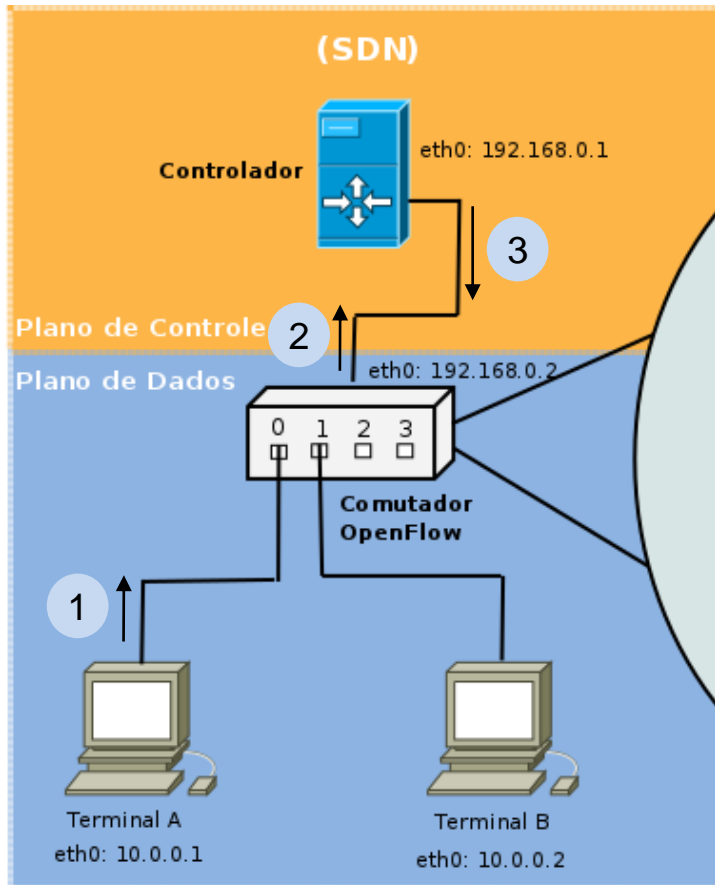 (SDN)
eth0: 192.168.0.1
Controlador
3
2
Plano de Controle
Plano de Dados
eth0: 192.168.0.2
0 1 2 3
Comutador
OpenFlow
1
Terminal A
eth0: 10.0.0.1
Terminal B
eth0: 10.0.0.2